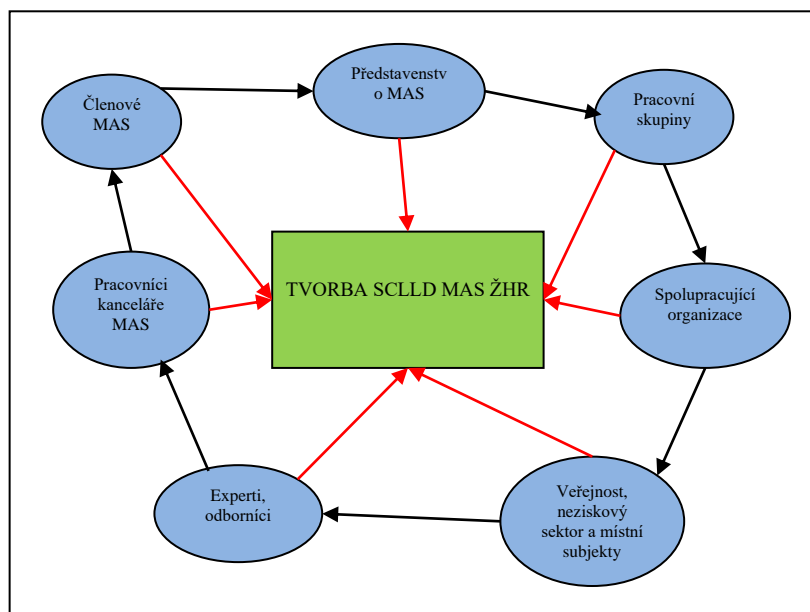 Představenstv
o MAS
Členové
MAS
Pracovní
skupiny
Pracovníci
kanceláře
MAS
TVORBA SCLLD MAS ŽHR
Spolupracující
organizace
Experti,
odborníci
Veřejnost,
neziskový
sektor a místní
subjekty